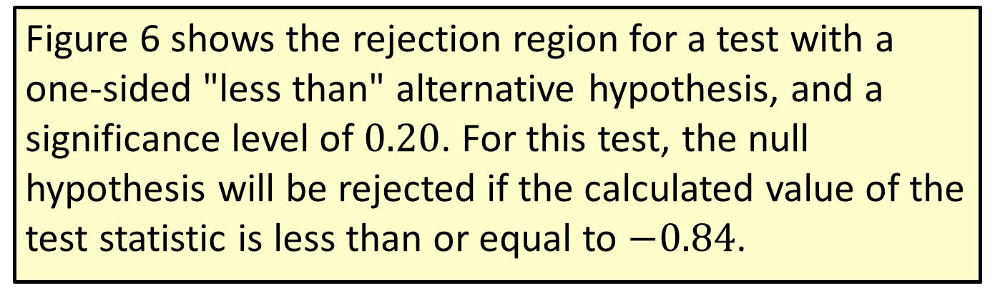 Figure 6 shows the rejection region for a test with a
one-sided "less than" alternative hypothesis, and a
significance level of 0.20. For this test, the null
hypothesis will be rejected if the calculated value of the
test statistic is less than or equal to −0.84.